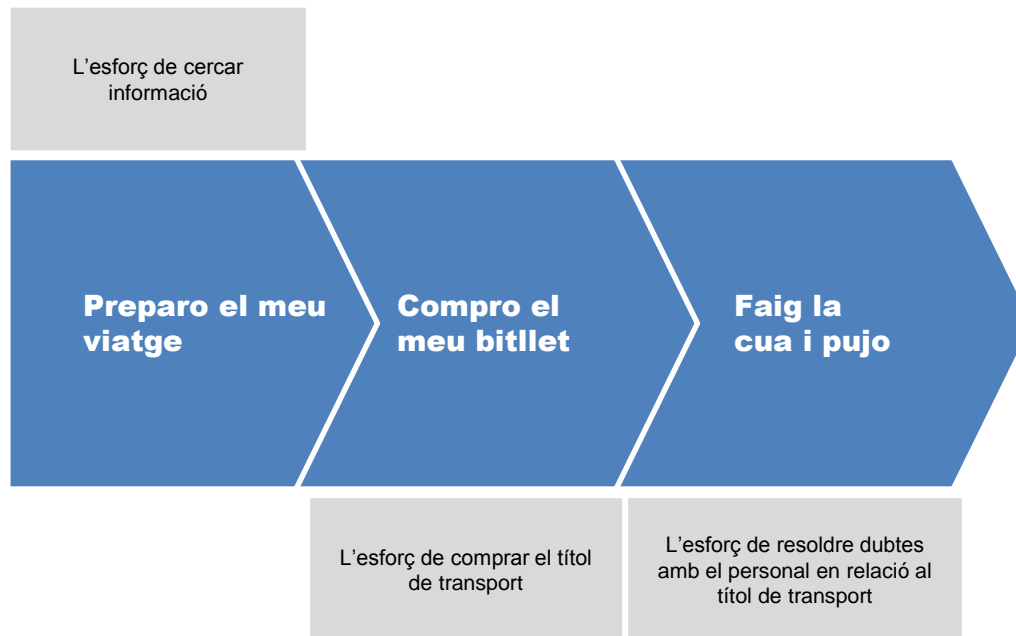 L'esforç de cercar
informació
Preparo el meu
viatge
Compro el
meu bitllet
Faig la
cua i pujo
L'esforç de comprar el títol
de transport
L'esforç de resoldre dubtes
amb el personal en relació al
títol de transport